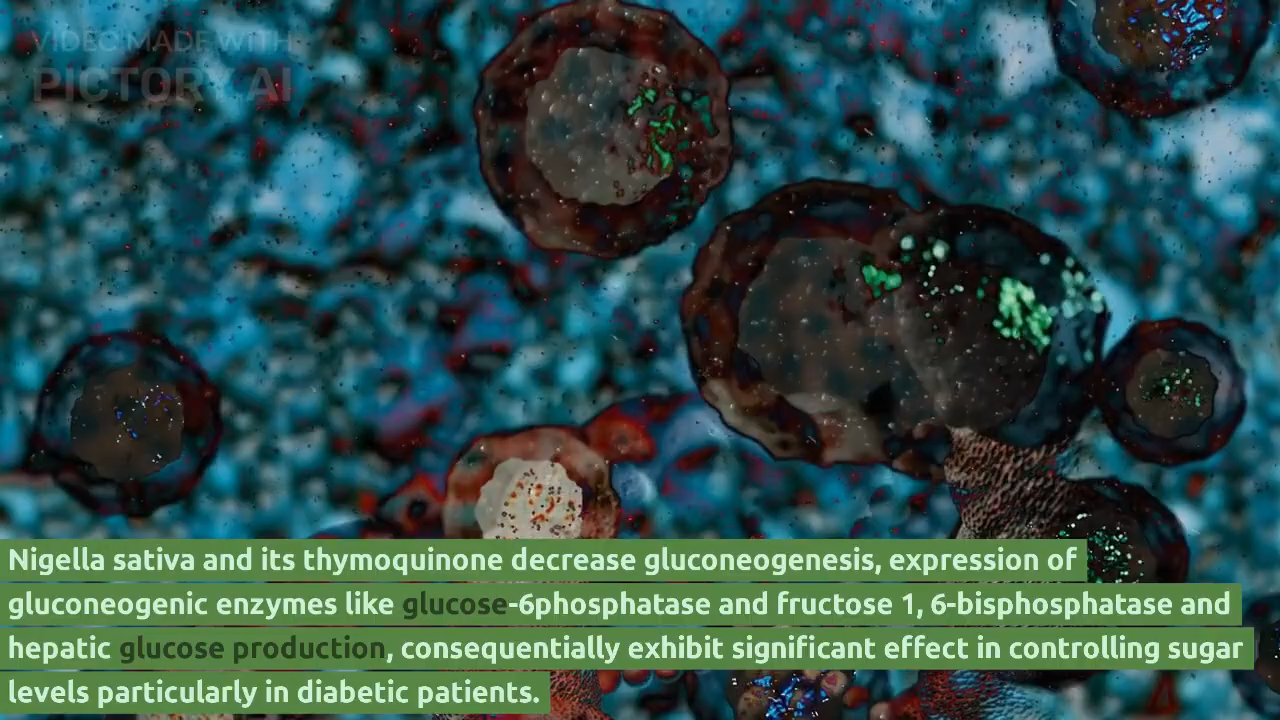 VIDEO MADE WITH
PICTORY AI
Nigella sativa and its thymoquinone decrease gluconeogenesis, expression of
gluconeogenic enzymes like glucose-6phosphatase and fructose 1, 6-bisphosphatase and
hepatic glucose production, consequentially exhibit significant effect in controlling sugar
levels particularly in diabetic patients.